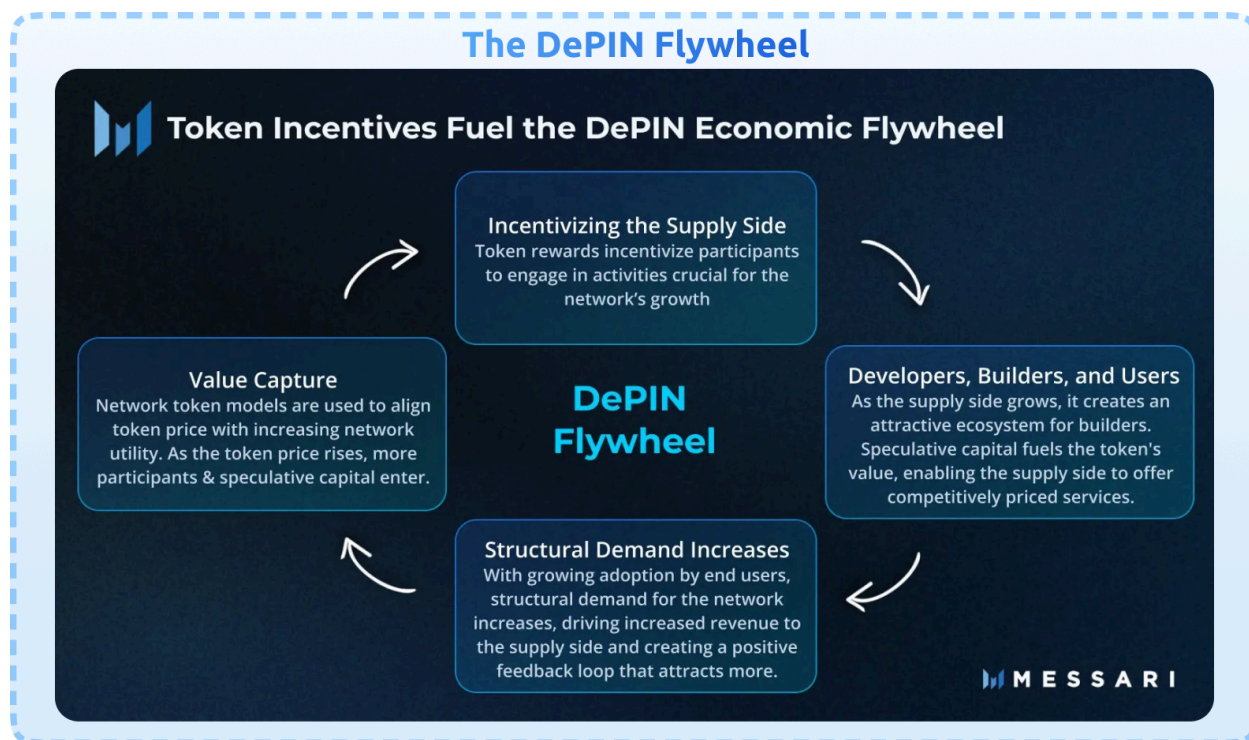 The DePIN Flywheel
Token Incentives Fuel the DePIN Economic Flywheel
Incentivizing the Supply Side
Token rewards incentivize participants
to engage in activities crucial for the
network's growth
Value Capture
Network token models are used to align
token price with increasing network
utility. As the token price rises, more
participants & speculative capital enter.
DePIN
Flywheel
Developers, Builders, and Users
As the supply side grows, it creates an
attractive ecosystem for builders.
Speculative capital fuels the token's
value, enabling the supply side to offer
competitively priced services.
Structural Demand Increases
With growing adoption by end users,
structural demand for the network
increases, driving increased revenue to
the supply side and creating a positive
feedback loop that attracts more.
MESSARI